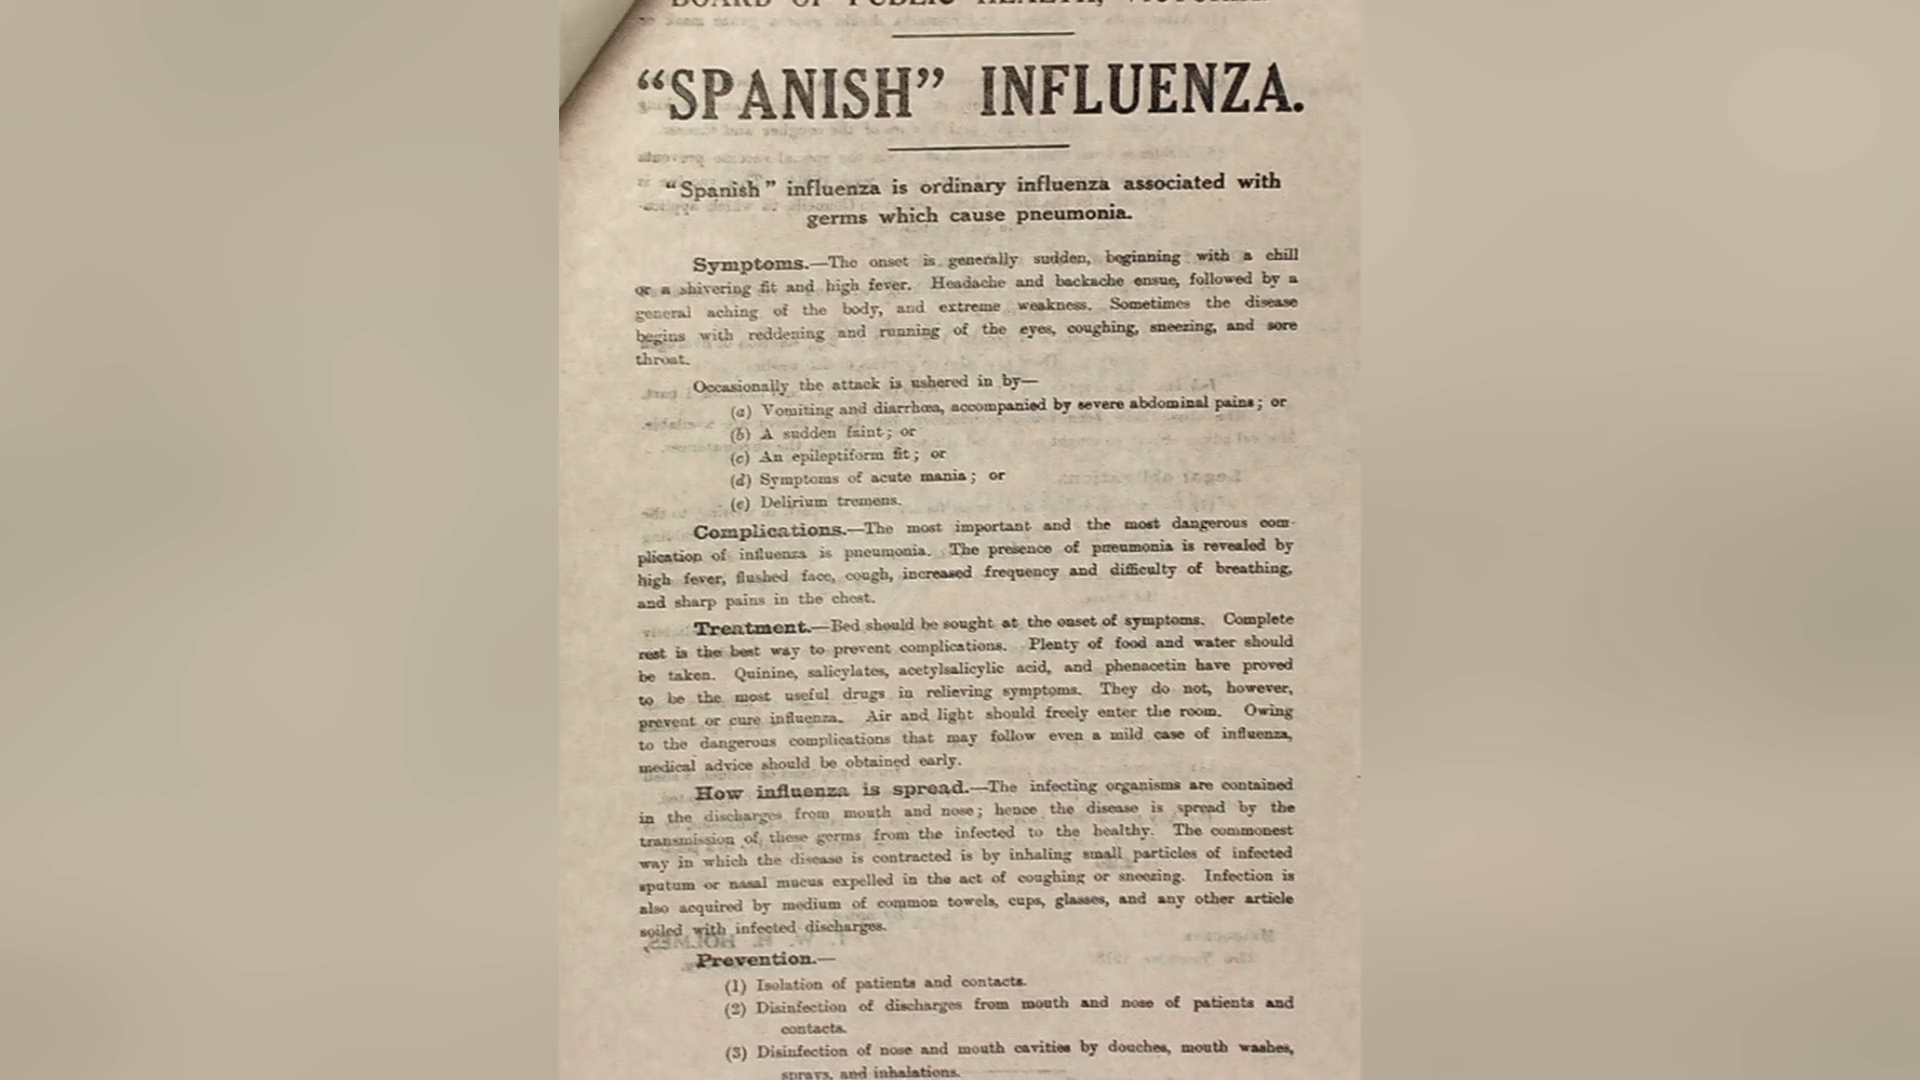 BOARD OF PUBLIC HEALTH, VICTORIA.
“SPANISH” INFLUENZA.
“Spanish” influenza is ordinary influenza associated with
germs which cause pneumonia.
Symptoms.—The onset is generally sudden, beginning with a chill
or a shivering fit and high fever. Headache and backache ensue, followed by a
general aching of the body, and extreme weakness. Sometimes the disease
begins with reddening and running of the eyes, coughing, sneezing, and sore
throat.
Occasionally the attack is ushered in by—
(a) Vomiting and diarrhœa, accompanied by severe abdominal pains; or
(b) A sudden faint; or
(c) An epileptiform fit; or
(d) Symptoms of acute mania; or
(e) Delirium tremens.
Complications.—The most important and the most dangerous com-
plication of influenza is pneumonia. The presence of pneumonia is revealed by
high fever, flushed face, cough, increased frequency and difficulty of breathing,
and sharp pains in the chest.
Treatment.—Bed should be sought at the onset of symptoms. Complete
rest is the best way to prevent complications. Plenty of food and water should
be taken. Quinine, salicylates, acetylsalicylic acid, and phenacetin have proved
to be the most useful drugs in relieving symptoms. They do not, however,
prevent or cure influenza. Air and light should freely enter the room. Owing
to the dangerous complications that may follow even a mild case of influenza,
medical advice should be obtained early.
How influenza is spread.—The infecting organisms are contained
in the discharges from mouth and nose; hence the disease is spread by the
transmission of these germs from the infected to the healthy. The commonest
way in which the disease is contracted is by inhaling small particles of infected
sputum or nasal mucus expelled in the act of coughing or sneezing. Infection is
also acquired by medium of common towels, cups, glasses, and any other article
soiled with infected discharges.
Prevention.—
(1) Isolation of patients and contacts.
(2) Disinfection of discharges from mouth and nose of patients and
contacts.
(3) Disinfection of nose and mouth cavities by douches, mouth washes,
sprays, and inhalations.